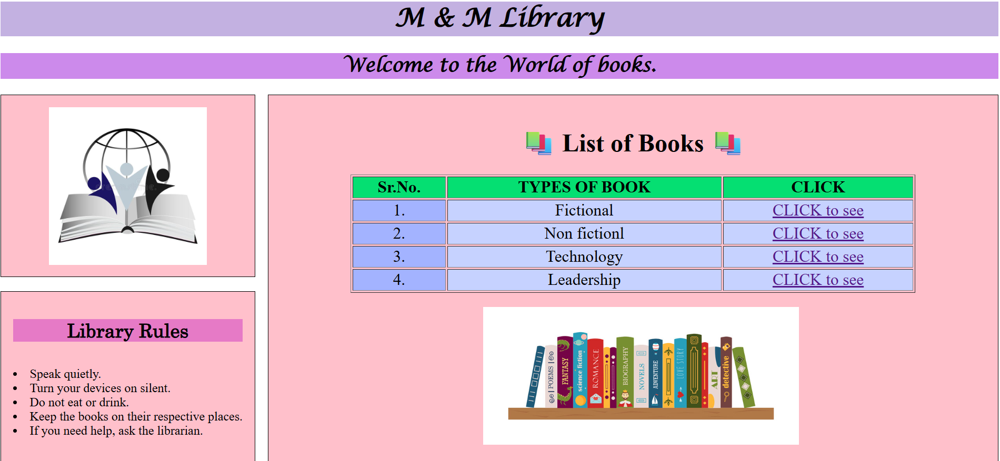 M & M Library
Welcome to the World of books.
List of Books
Sr.No. TYPES OF BOOK CLICK
1. Fictional CLICK to see
2. Non fictionl CLICK to see
3. Technology CLICK to see
4. Leadership CLICK to see
Library Rules
Speak quietly.
Turn your devices on silent.
Do not eat or drink.
Keep the books on their respective places.
If you need help, ask the librarian.
POEMS
FANTASY
science fiction
ROMANCE
BIOGRAPHY
NOVELS
ADVENTURE
LOVE STORY
ART
detective